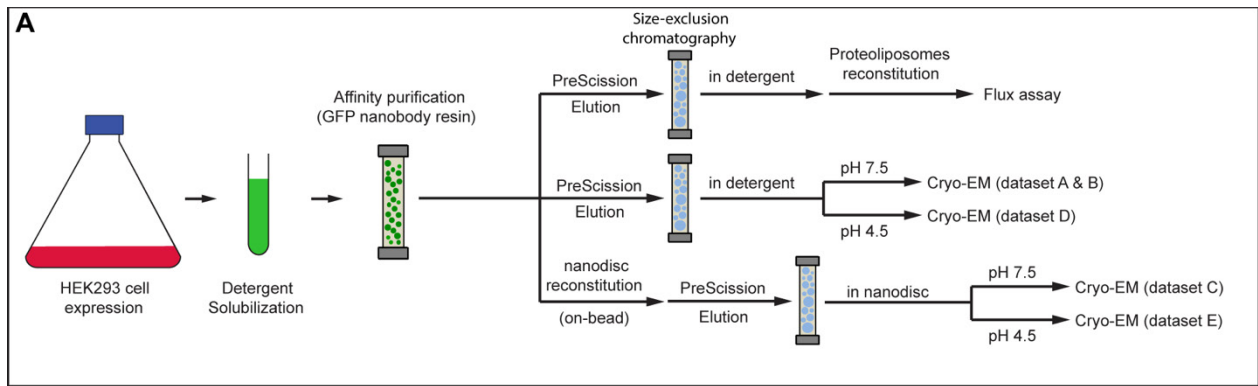 A
Size-exclusion
chromatography
Affinity purification
(GFP nanobody resin)
HEK293 cell
expression
Detergent
Solubilization
PreScission
Elution
in detergent
Proteoliposomes
reconstitution
Flux assay
PreScission
Elution
in detergent
pH 7.5
Cryo-EM (dataset A & B)
Cryo-EM (dataset D)
pH 4.5
nanodisc
reconstitution
(on-bead)
PreScission
Elution
in nanodisc
pH 7.5
Cryo-EM (dataset C)
Cryo-EM (dataset E)
pH 4.5